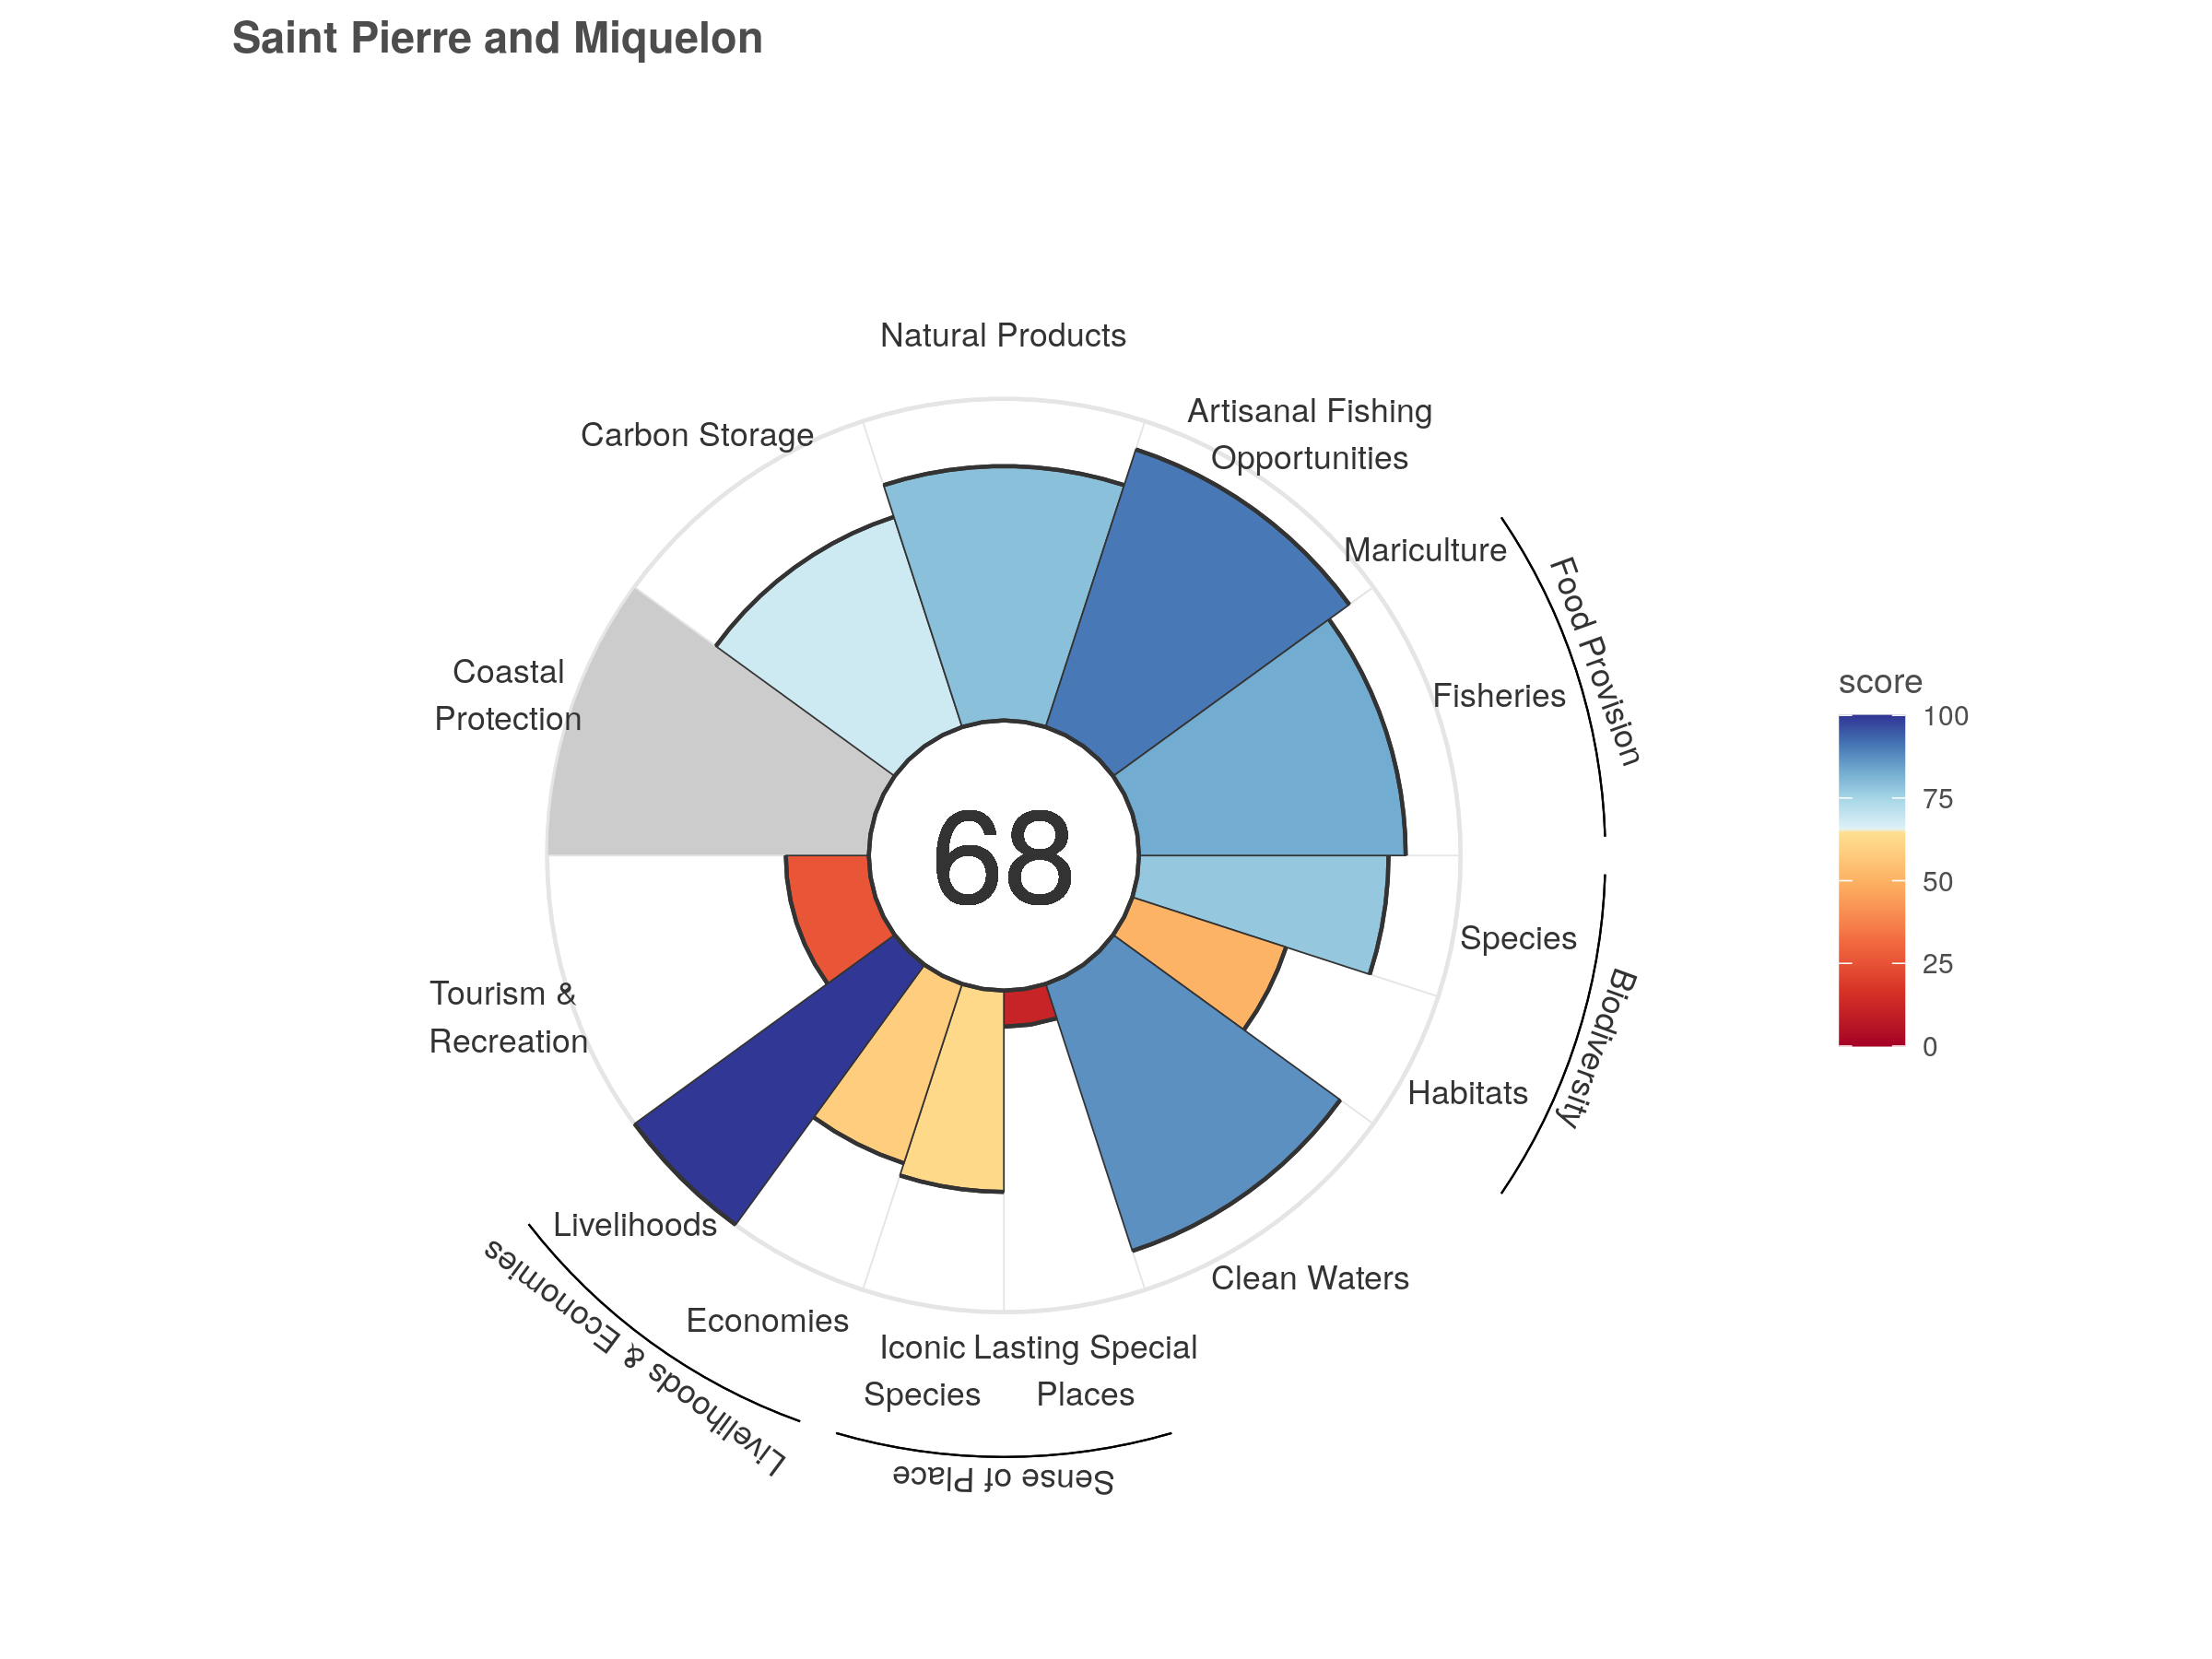 Saint Pierre and Miquelon
Natural Products
Artisanal Fishing
Opportunities
Carbon Storage
Mariculture
Food Provision
Fisheries
Coastal
Protection
68
score
100
75
50
25
0
Species
Biodiversity
Habitats
Tourism &
Recreation
Livelihoods
Clean Waters
Economies
Iconic
Species
Lasting Special
Places
Livelihoods & Economies
Sense of Place